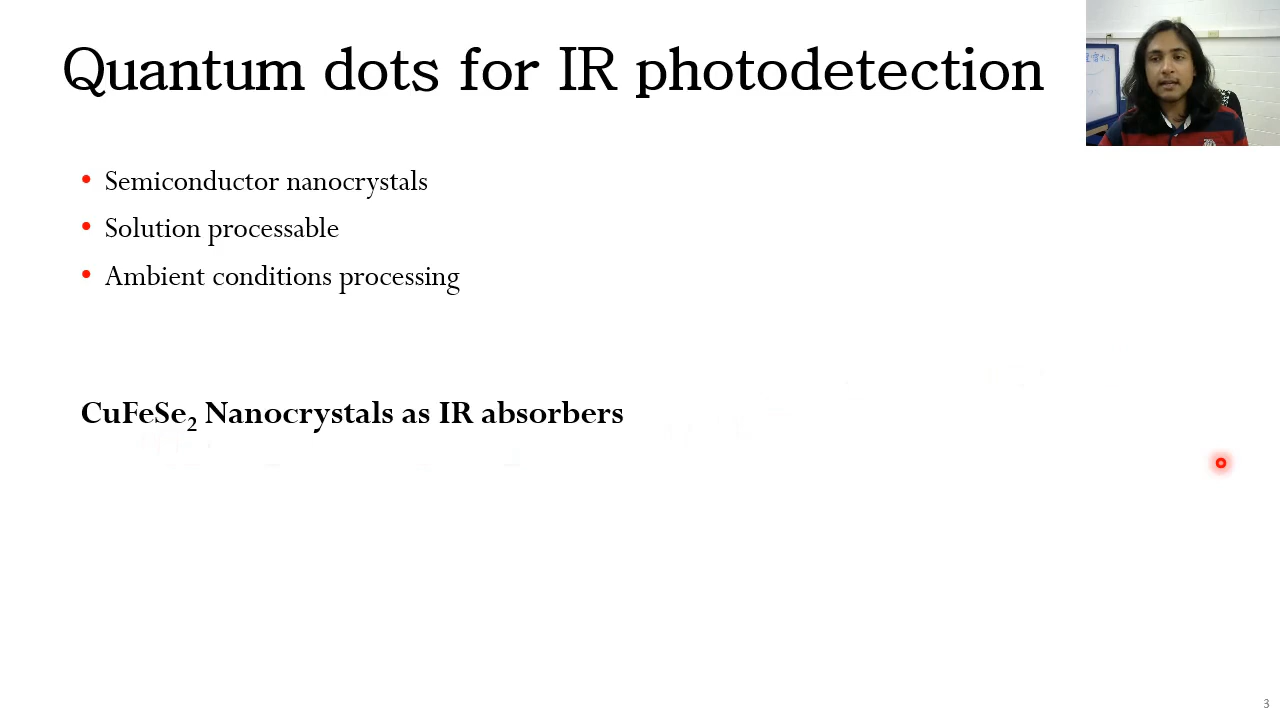 Quantum dots for IR photodetection
• Semiconductor nanocrystals
• Solution processable
• Ambient conditions processing
CuFeSe₂ Nanocrystals as IR absorbers
3